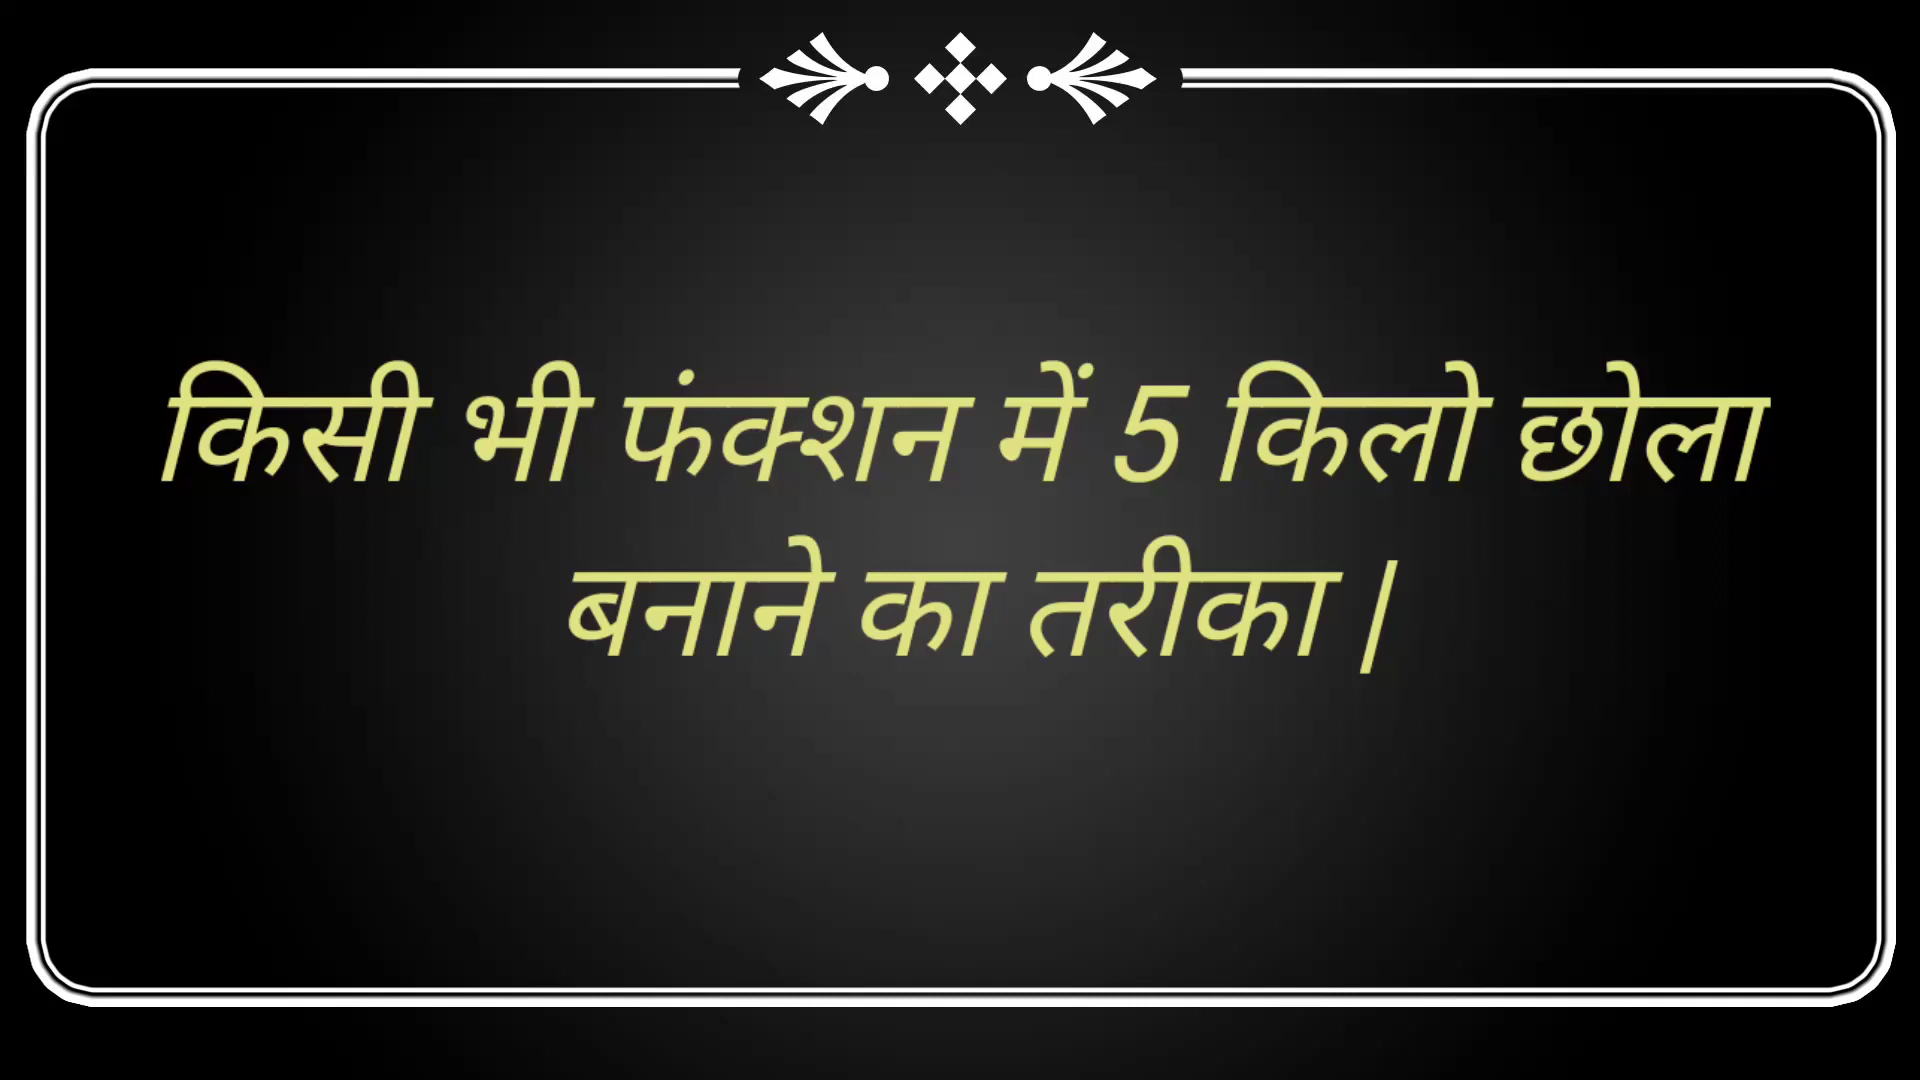 किसी भी फंक्शन में 5 किलो छोला
बनाने का तरीका |